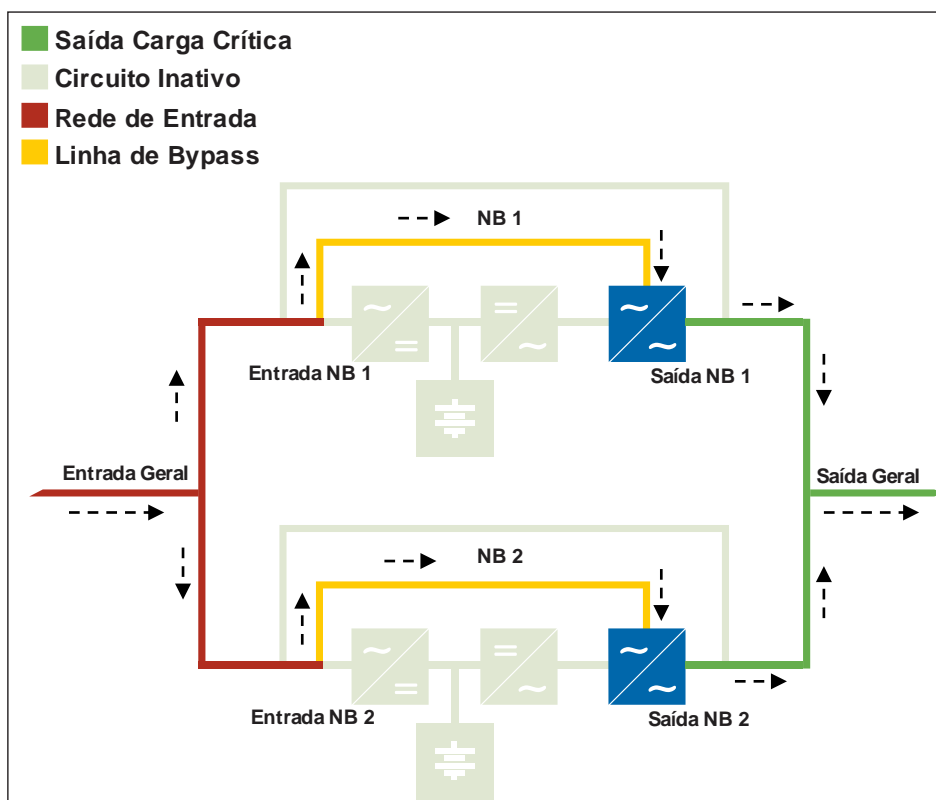 Saída Carga Crítica
Circuito Inativo
Rede de Entrada
Linha de Bypass
NB 1
Entrada NB 1
Saída NB 1
Entrada Geral
Saída Geral
NB 2
Entrada NB 2
Saída NB 2